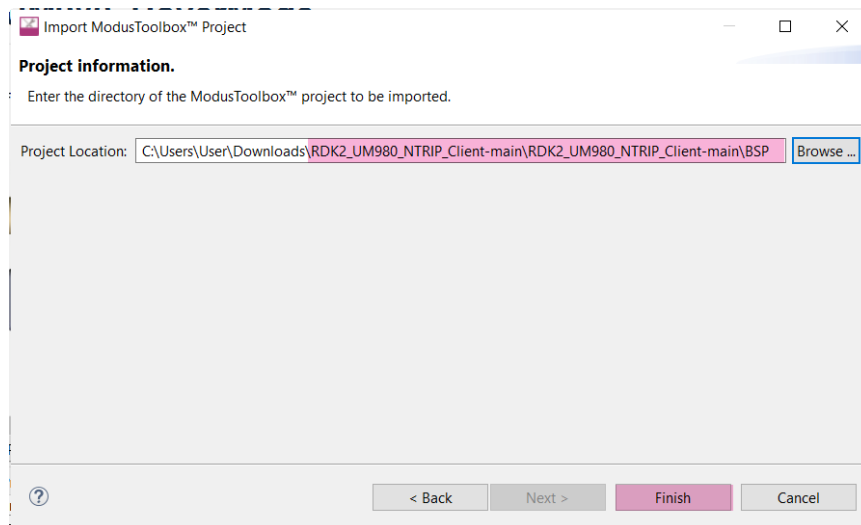 Import ModusToolbox™ Project
Project information.
Enter the directory of the ModusToolbox™ project to be imported.
Project Location: C:\Users\User\Downloads\RDK2_UM980_NTRIP_Client-main\RDK2_UM980_NTRIP_Client-main\BSP Browse ...
? < Back Next > Finish Cancel